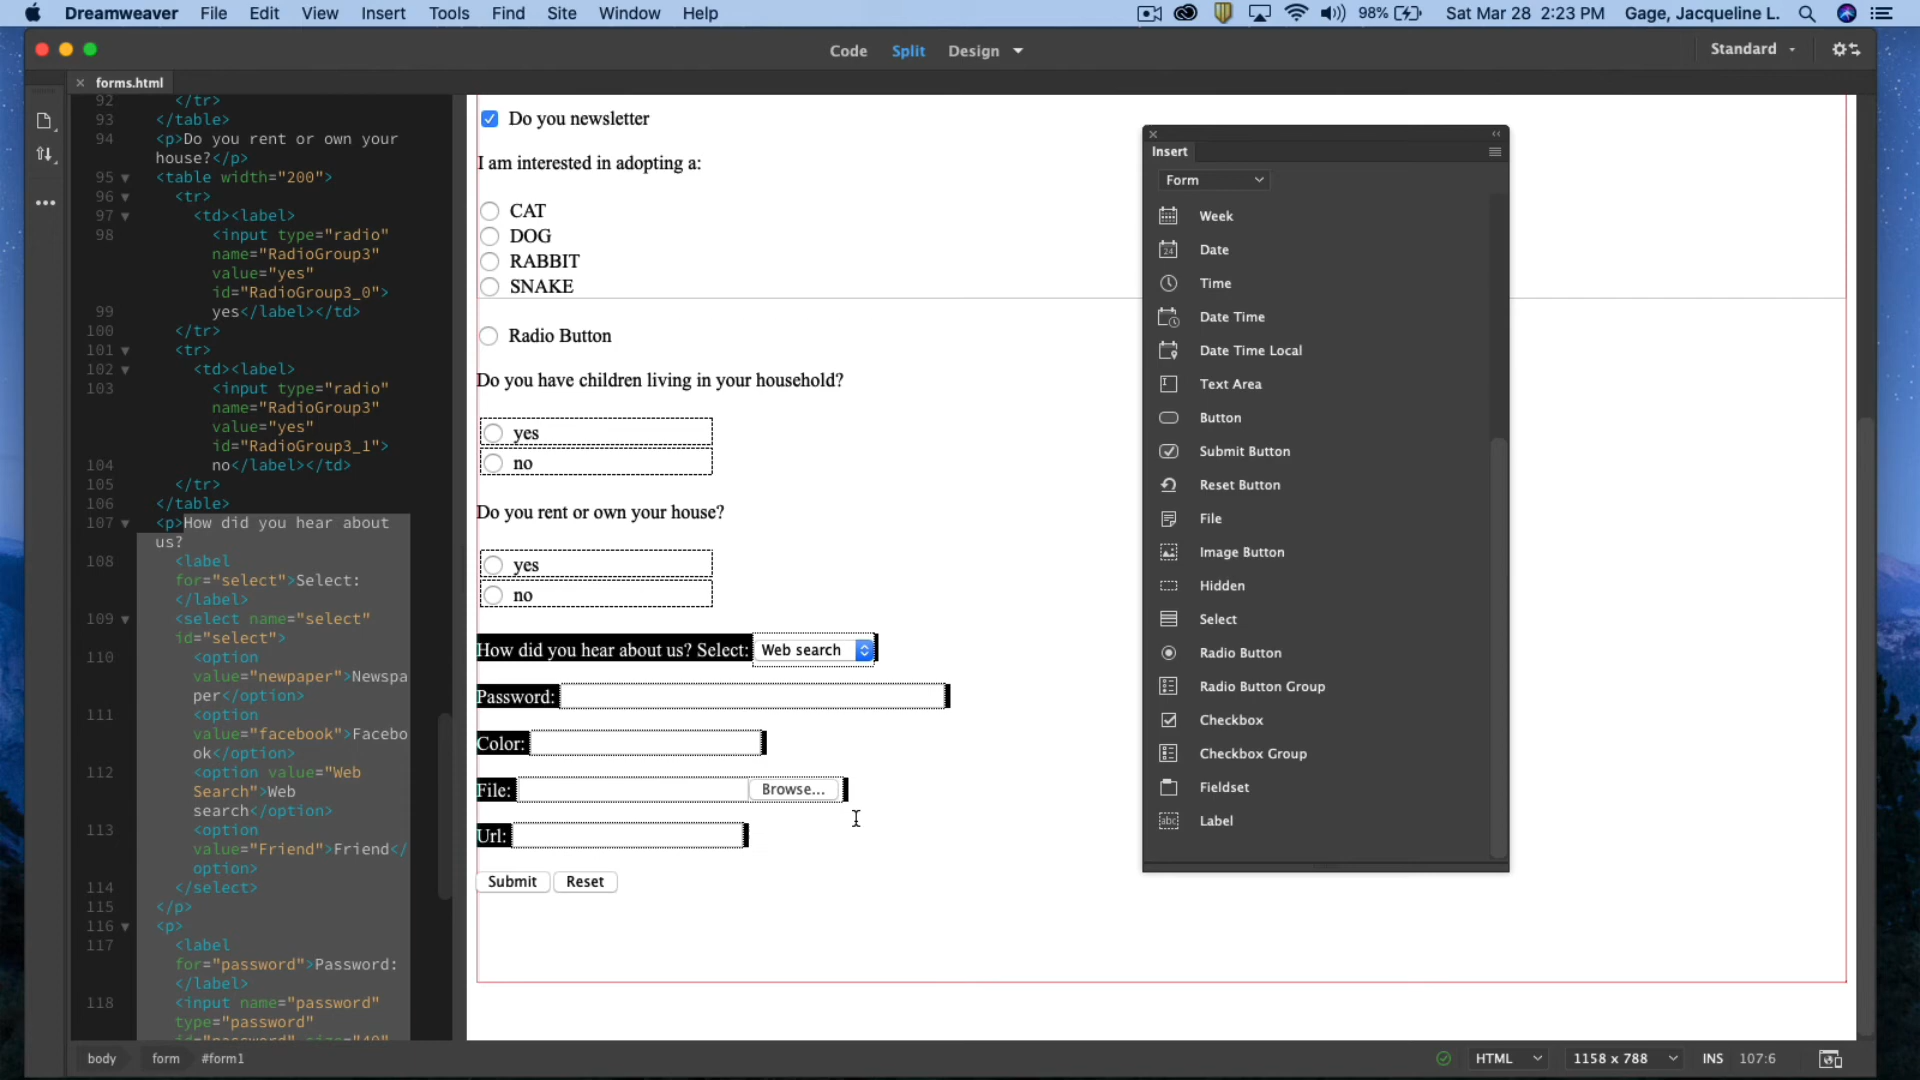 Dreamweaver File Edit View Insert Tools Find Site Window Help 98% Sat Mar 28 2:23 PM Gage, Jacqueline L.
Code Split Design Standard
forms.html
92 </tr>
93 </table>
94 <p>Do you rent or own your
house?</p>
95 <table width="200">
96 <tr>
97 <td><label>
98 <input type="radio"
name="RadioGroup3"
value="yes"
id="RadioGroup3_0">
99 yes</label></td>
100 </tr>
101 <tr>
102 <td><label>
103 <input type="radio"
name="RadioGroup3"
value="yes"
id="RadioGroup3_1">
104 no</label></td>
105 </tr>
106 </table>
107 <p>How did you hear about
us?
108 <label
for="select">Select:
</label>
109 <select name="select"
id="select">
110 <option
value="newpaper">Newspa
per</option>
111 <option
value="facebook">Facebo
ok</option>
112 <option value="Web
Search">Web
search</option>
113 <option
value="Friend">Friend</
option>
114 </select>
115 </p>
116 <p>
117 <label
for="password">Password:
</label>
118 <input name="password"
type="password"
id="password" size="40"
Do you newsletter
I am interested in adopting a:
CAT
DOG
RABBIT
SNAKE
Radio Button
Do you have children living in your household?
yes
no
Do you rent or own your house?
yes
no
How did you hear about us? Select: Web search
Password:
Color:
File: Browse...
Url:
Submit Reset
Insert
Form
Week
24 Date
Time
Date Time
Date Time Local
Text Area
Button
Submit Button
Reset Button
File
Image Button
Hidden
Select
Radio Button
Radio Button Group
Checkbox
Checkbox Group
Fieldset
abc Label
body form #form1 HTML 1158 x 788 INS 107:6